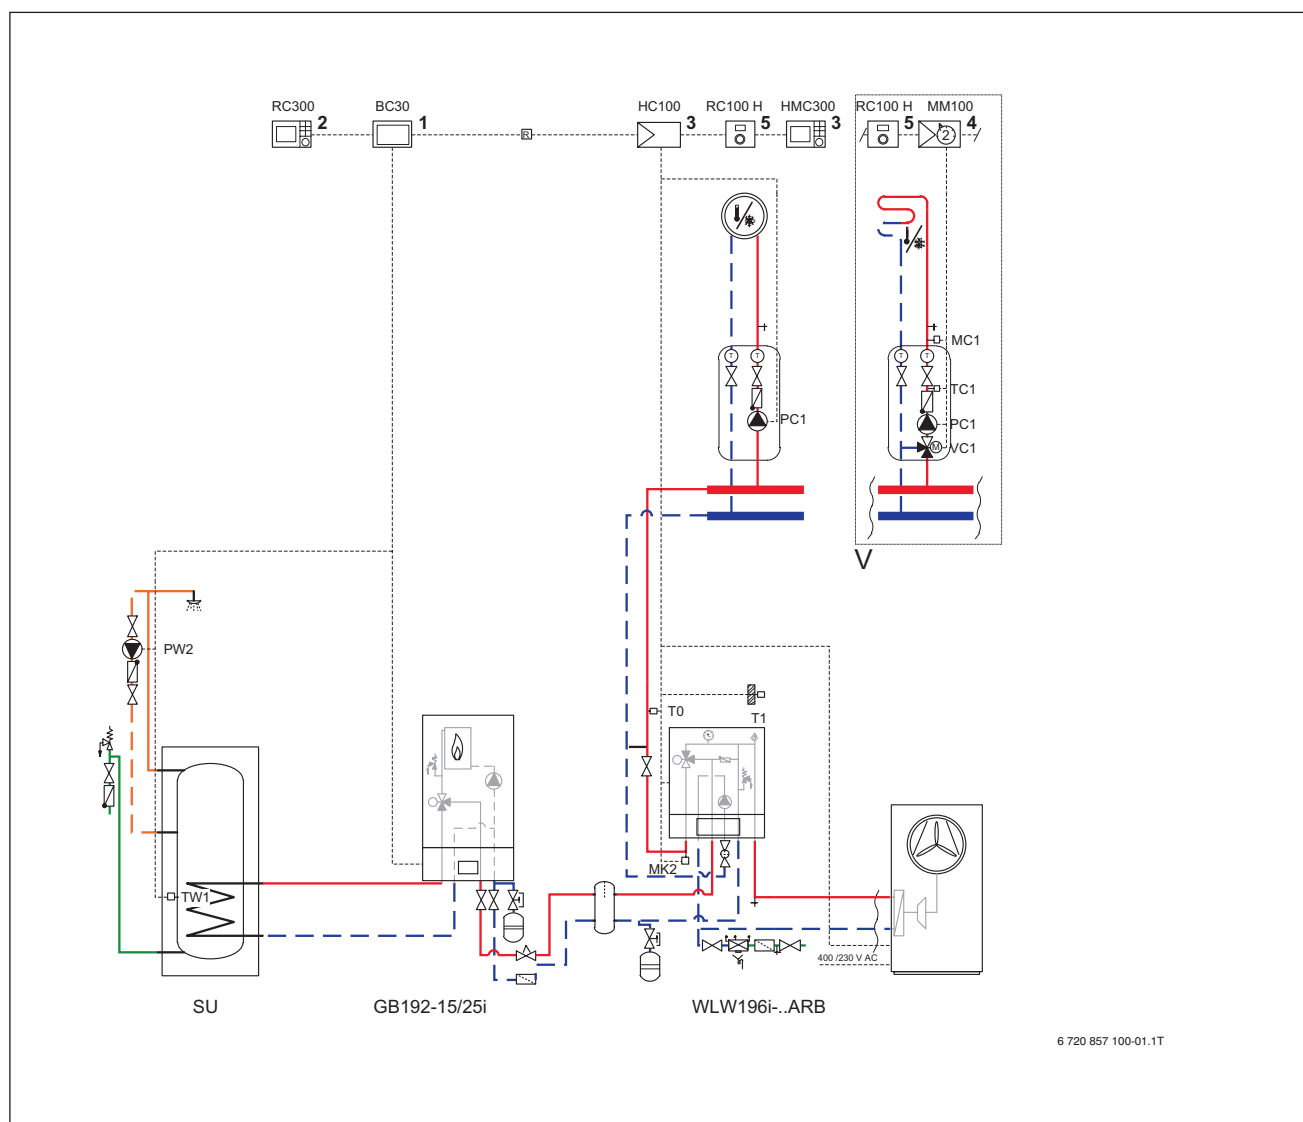 RC300 BC30 HC100 RC100 H HMC300 RC100 H MM100
2 1 R 3 5 3 5 2 4
MC1
T T T T
TC1
PC1 PC1
M VC1
V
PW2
T0
T1
MK2
TW1
400 /230 V AC
SU GB192-15/25i WLW196i-..ARB
6 720 857 100-01.1T